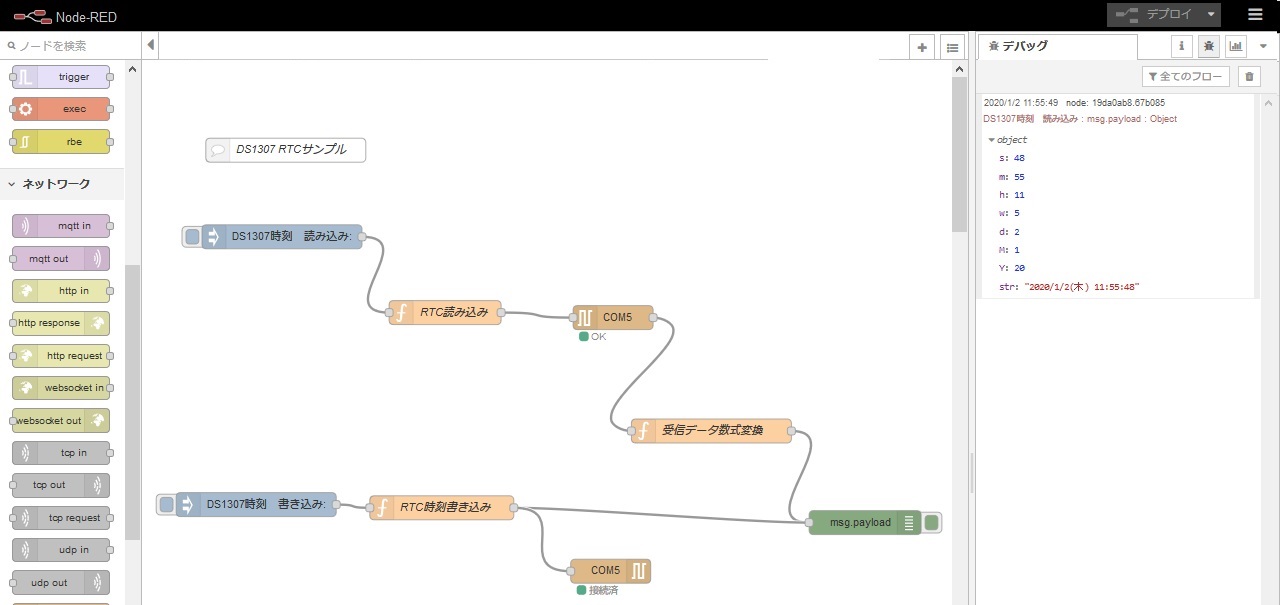 Node-RED
デプロイ
ノードを検索
trigger
exec
rbe
ネットワーク
mqtt in
mqtt out
http in
http response
http request
websocket in
websocket out
tcp in
tcp out
tcp request
udp in
udp out
DS1307 RTCサンプル
DS1307時刻　読み込み:
RTC読み込み
COM5
OK
受信データ数式変換
DS1307時刻　書き込み:
RTC時刻書き込み
msg.payload
COM5
接続済
デバッグ
全てのフロー
2020/1/2 11:55:49 node: 19da0ab8.67b085
DS1307時刻　読み込み : msg.payload : Object
object
s: 48
m: 55
h: 11
w: 5
d: 2
M: 1
Y: 20
str: "2020/1/2(木) 11:55:48"